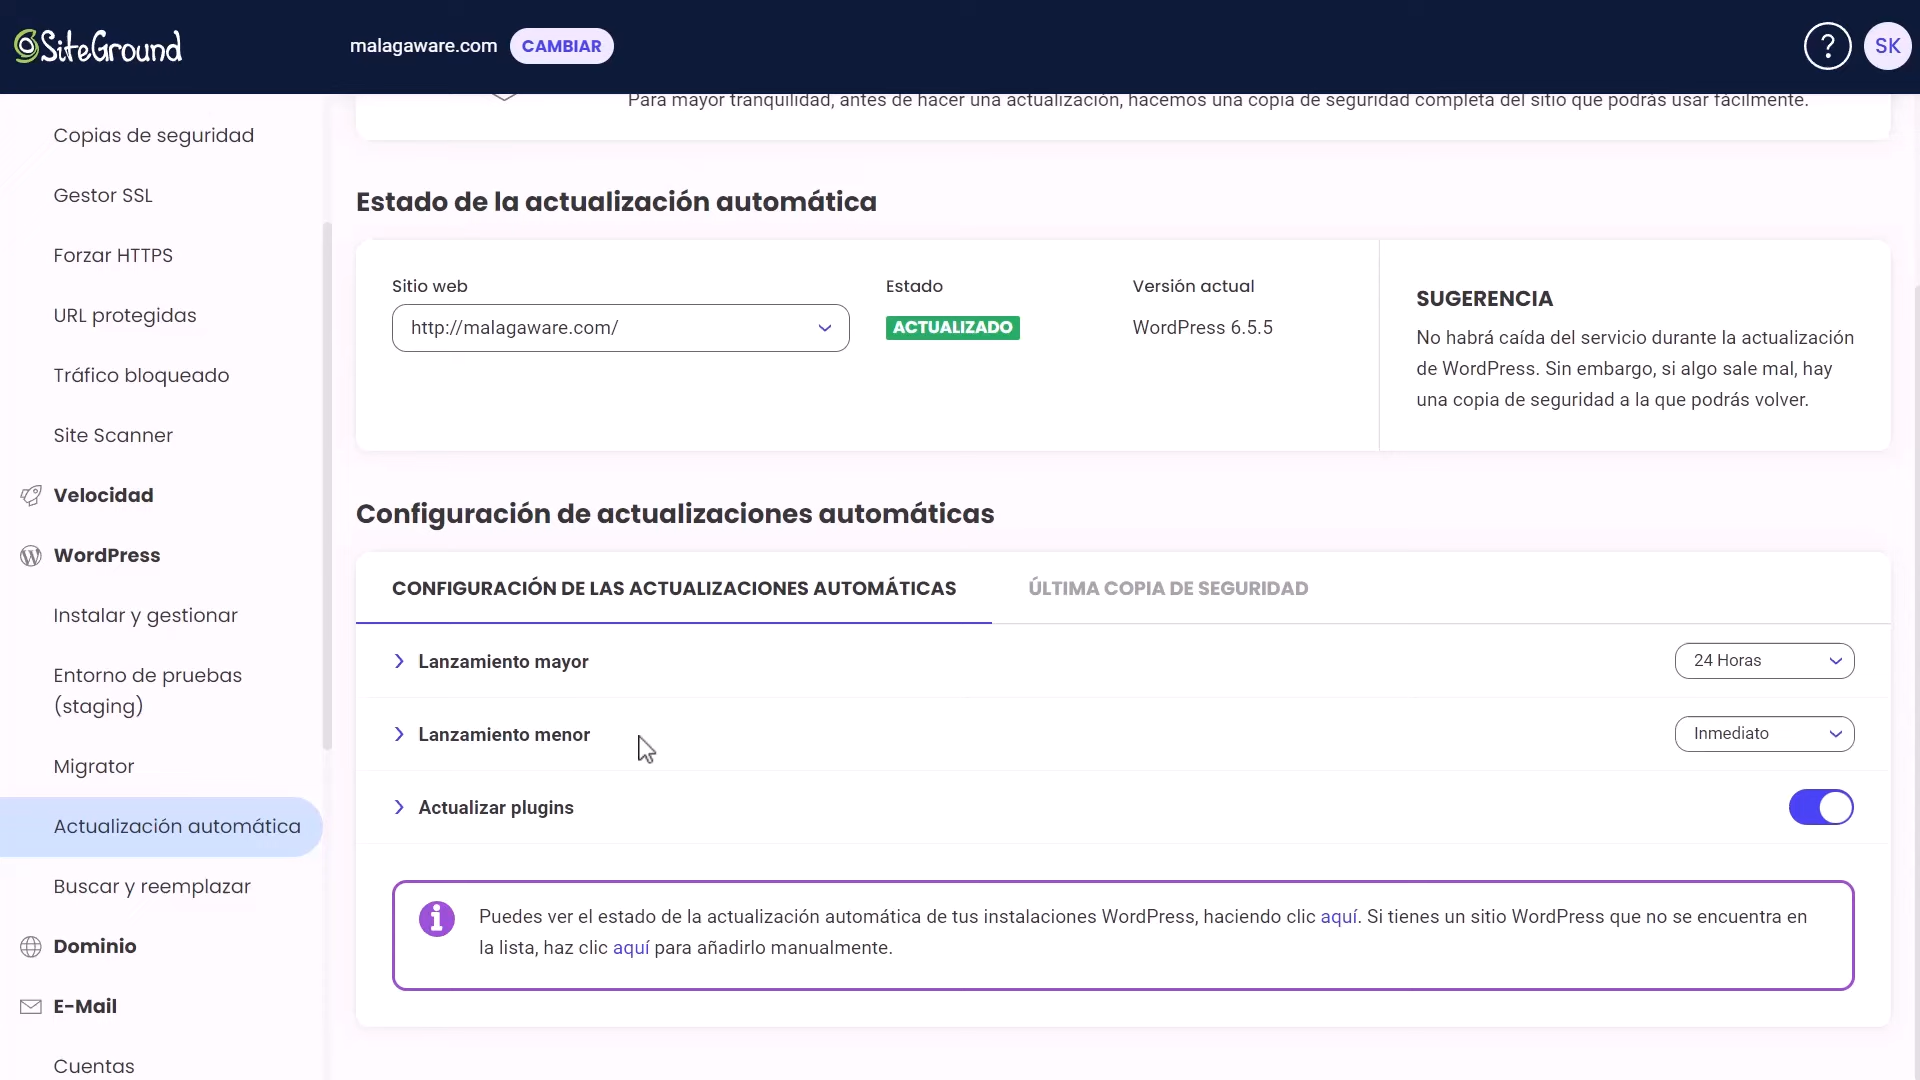 SiteGround
malagaware.com CAMBIAR
? SK
Copias de seguridad
Gestor SSL
Forzar HTTPS
URL protegidas
Tráfico bloqueado
Site Scanner
Velocidad
WordPress
Instalar y gestionar
Entorno de pruebas
(staging)
Migrator
Actualización automática
Buscar y reemplazar
Dominio
E-Mail
Cuentas
Para mayor tranquilidad, antes de hacer una actualización, hacemos una copia de seguridad completa del sitio que podrás usar fácilmente.
Estado de la actualización automática
Sitio web
http://malagaware.com/
Estado
ACTUALIZADO
Versión actual
WordPress 6.5.5
SUGERENCIA
No habrá caída del servicio durante la actualización
de WordPress. Sin embargo, si algo sale mal, hay
una copia de seguridad a la que podrás volver.
Configuración de actualizaciones automáticas
CONFIGURACIÓN DE LAS ACTUALIZACIONES AUTOMÁTICAS
ÚLTIMA COPIA DE SEGURIDAD
Lanzamiento mayor
24 Horas
Lanzamiento menor
Inmediato
Actualizar plugins
Puedes ver el estado de la actualización automática de tus instalaciones WordPress, haciendo clic aquí. Si tienes un sitio WordPress que no se encuentra en
la lista, haz clic aquí para añadirlo manualmente.